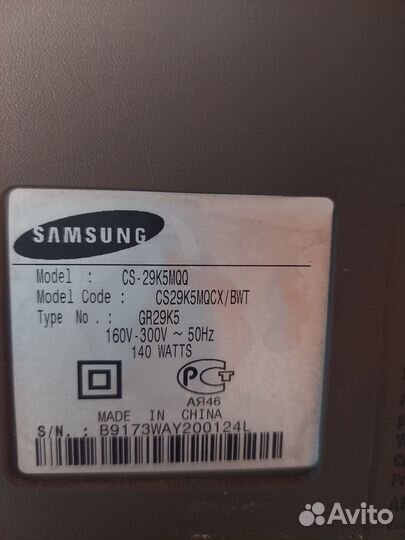 SAMSUNG
Model : CS-29K5MQQ
Model Code : CS29K5MQCX/BWT
Type No . : GR29K5
160V-300V ~ 50Hz
140 WATTS
РСТ
АЯ46
MADE IN CHINA
S/N. : B9173WAY200124L
Avito